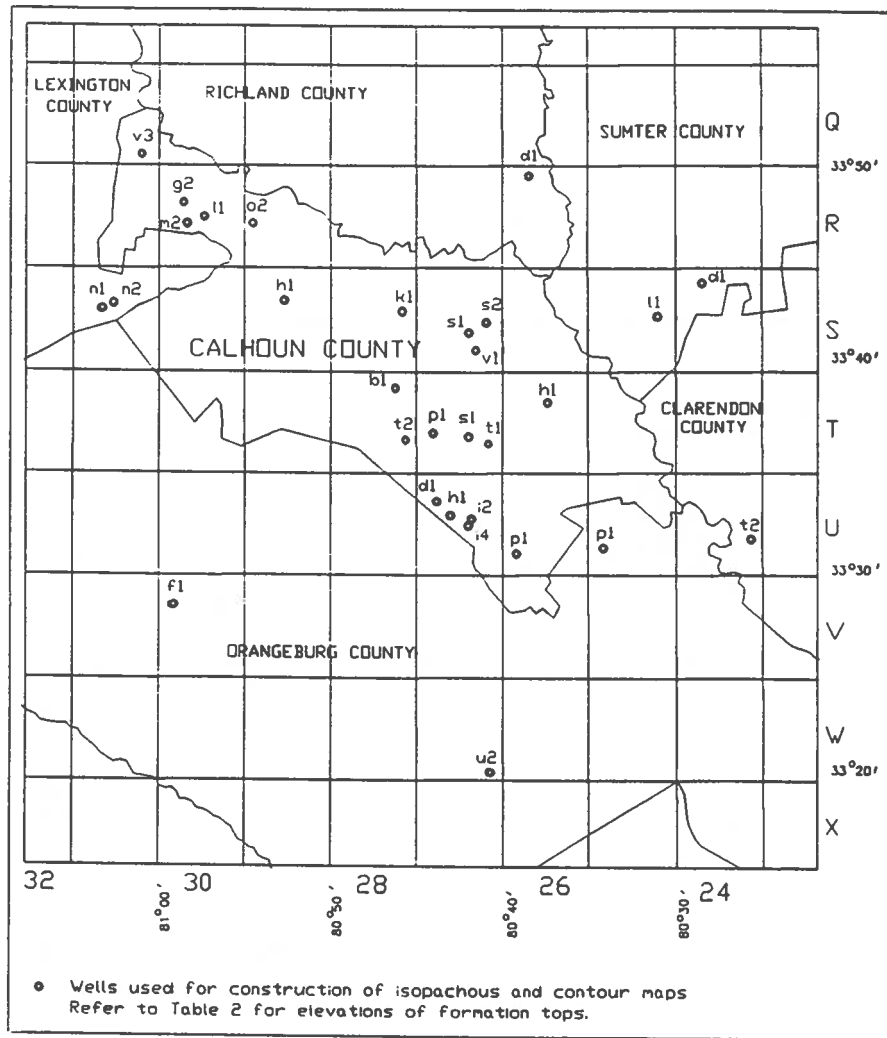 LEXINGTON
COUNTY
RICHLAND COUNTY
SUMTER COUNTY
Q
v3
d1
33°50'
g2
l1
o2
m2
R
n1
n2
h1
k1
s2
s1
v1
l1
d1
S
CALHOUN COUNTY
33°40'
b1
h1
CLARENDON
COUNTY
t2
p1
s1
t1
T
d1
h1
i2
i4
p1
p1
t2
U
33°30'
f1
V
ORANGEBURG COUNTY
u2
W
33°20'
X
32
30
28
26
24
81°00'
80°50'
80°40'
80°30'
Wells used for construction of isopachous and contour maps
Refer to Table 2 for elevations of formation tops.